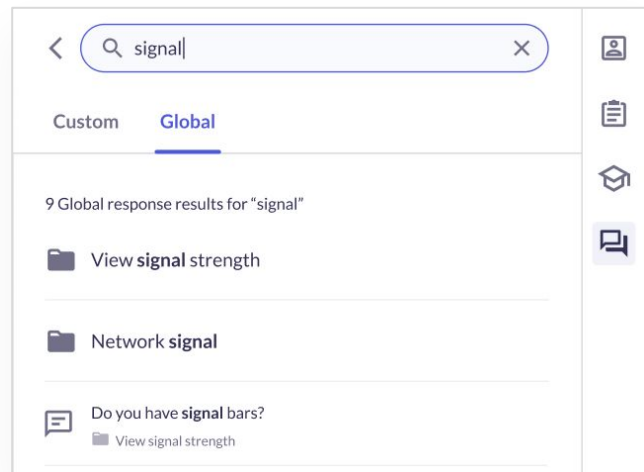 signal
Custom Global
9 Global response results for “signal”
View signal strength
Network signal
Do you have signal bars?
View signal strength